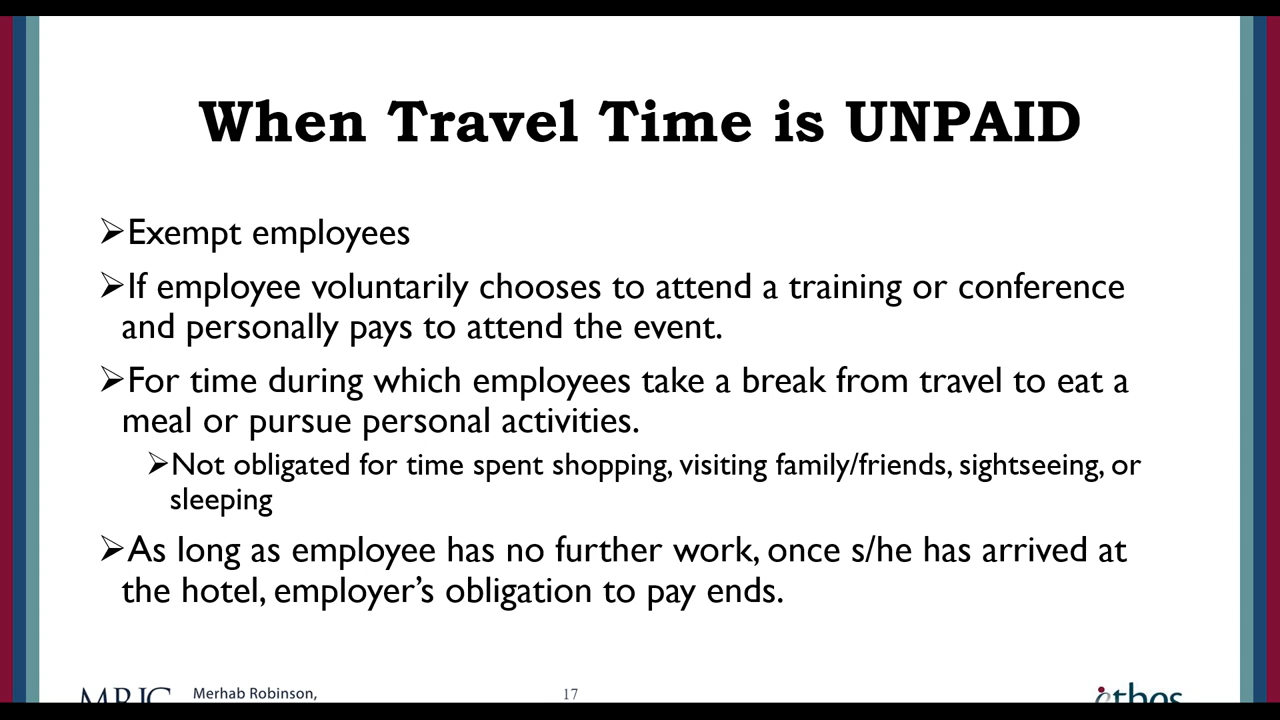 When Travel Time is UNPAID
➢Exempt employees
➢If employee voluntarily chooses to attend a training or conference
and personally pays to attend the event.
➢For time during which employees take a break from travel to eat a
meal or pursue personal activities.
➢Not obligated for time spent shopping, visiting family/friends, sightseeing, or
sleeping
➢As long as employee has no further work, once s/he has arrived at
the hotel, employer’s obligation to pay ends.
MRJC Merhab Robinson, 17 ethos